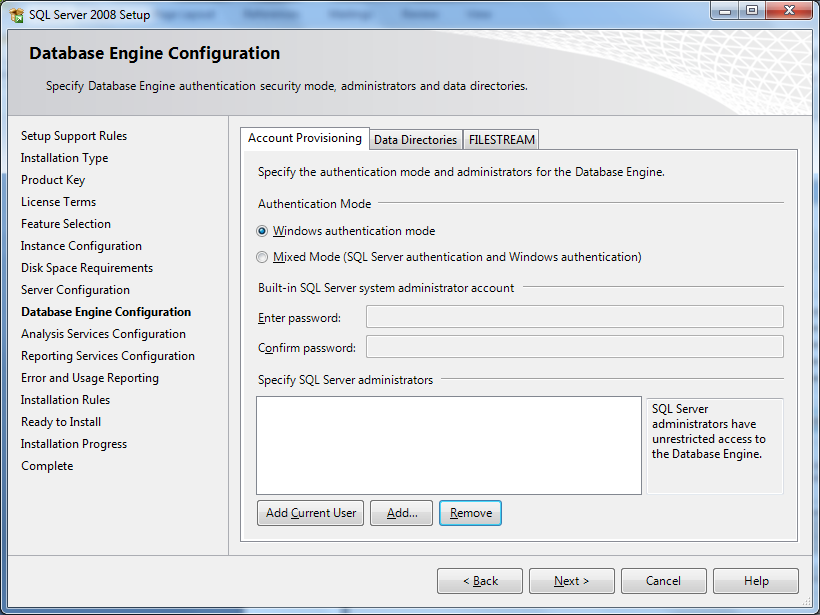 SQL Server 2008 Setup
Database Engine Configuration
Specify Database Engine authentication security mode, administrators and data directories.
Setup Support Rules
Installation Type
Product Key
License Terms
Feature Selection
Instance Configuration
Disk Space Requirements
Server Configuration
Database Engine Configuration
Analysis Services Configuration
Reporting Services Configuration
Error and Usage Reporting
Installation Rules
Ready to Install
Installation Progress
Complete
Account Provisioning Data Directories FILESTREAM
Specify the authentication mode and administrators for the Database Engine.
Authentication Mode
Windows authentication mode
Mixed Mode (SQL Server authentication and Windows authentication)
Built-in SQL Server system administrator account
Enter password:
Confirm password:
Specify SQL Server administrators
SQL Server
administrators have
unrestricted access to
the Database Engine.
Add Current User Add... Remove
< Back Next > Cancel Help